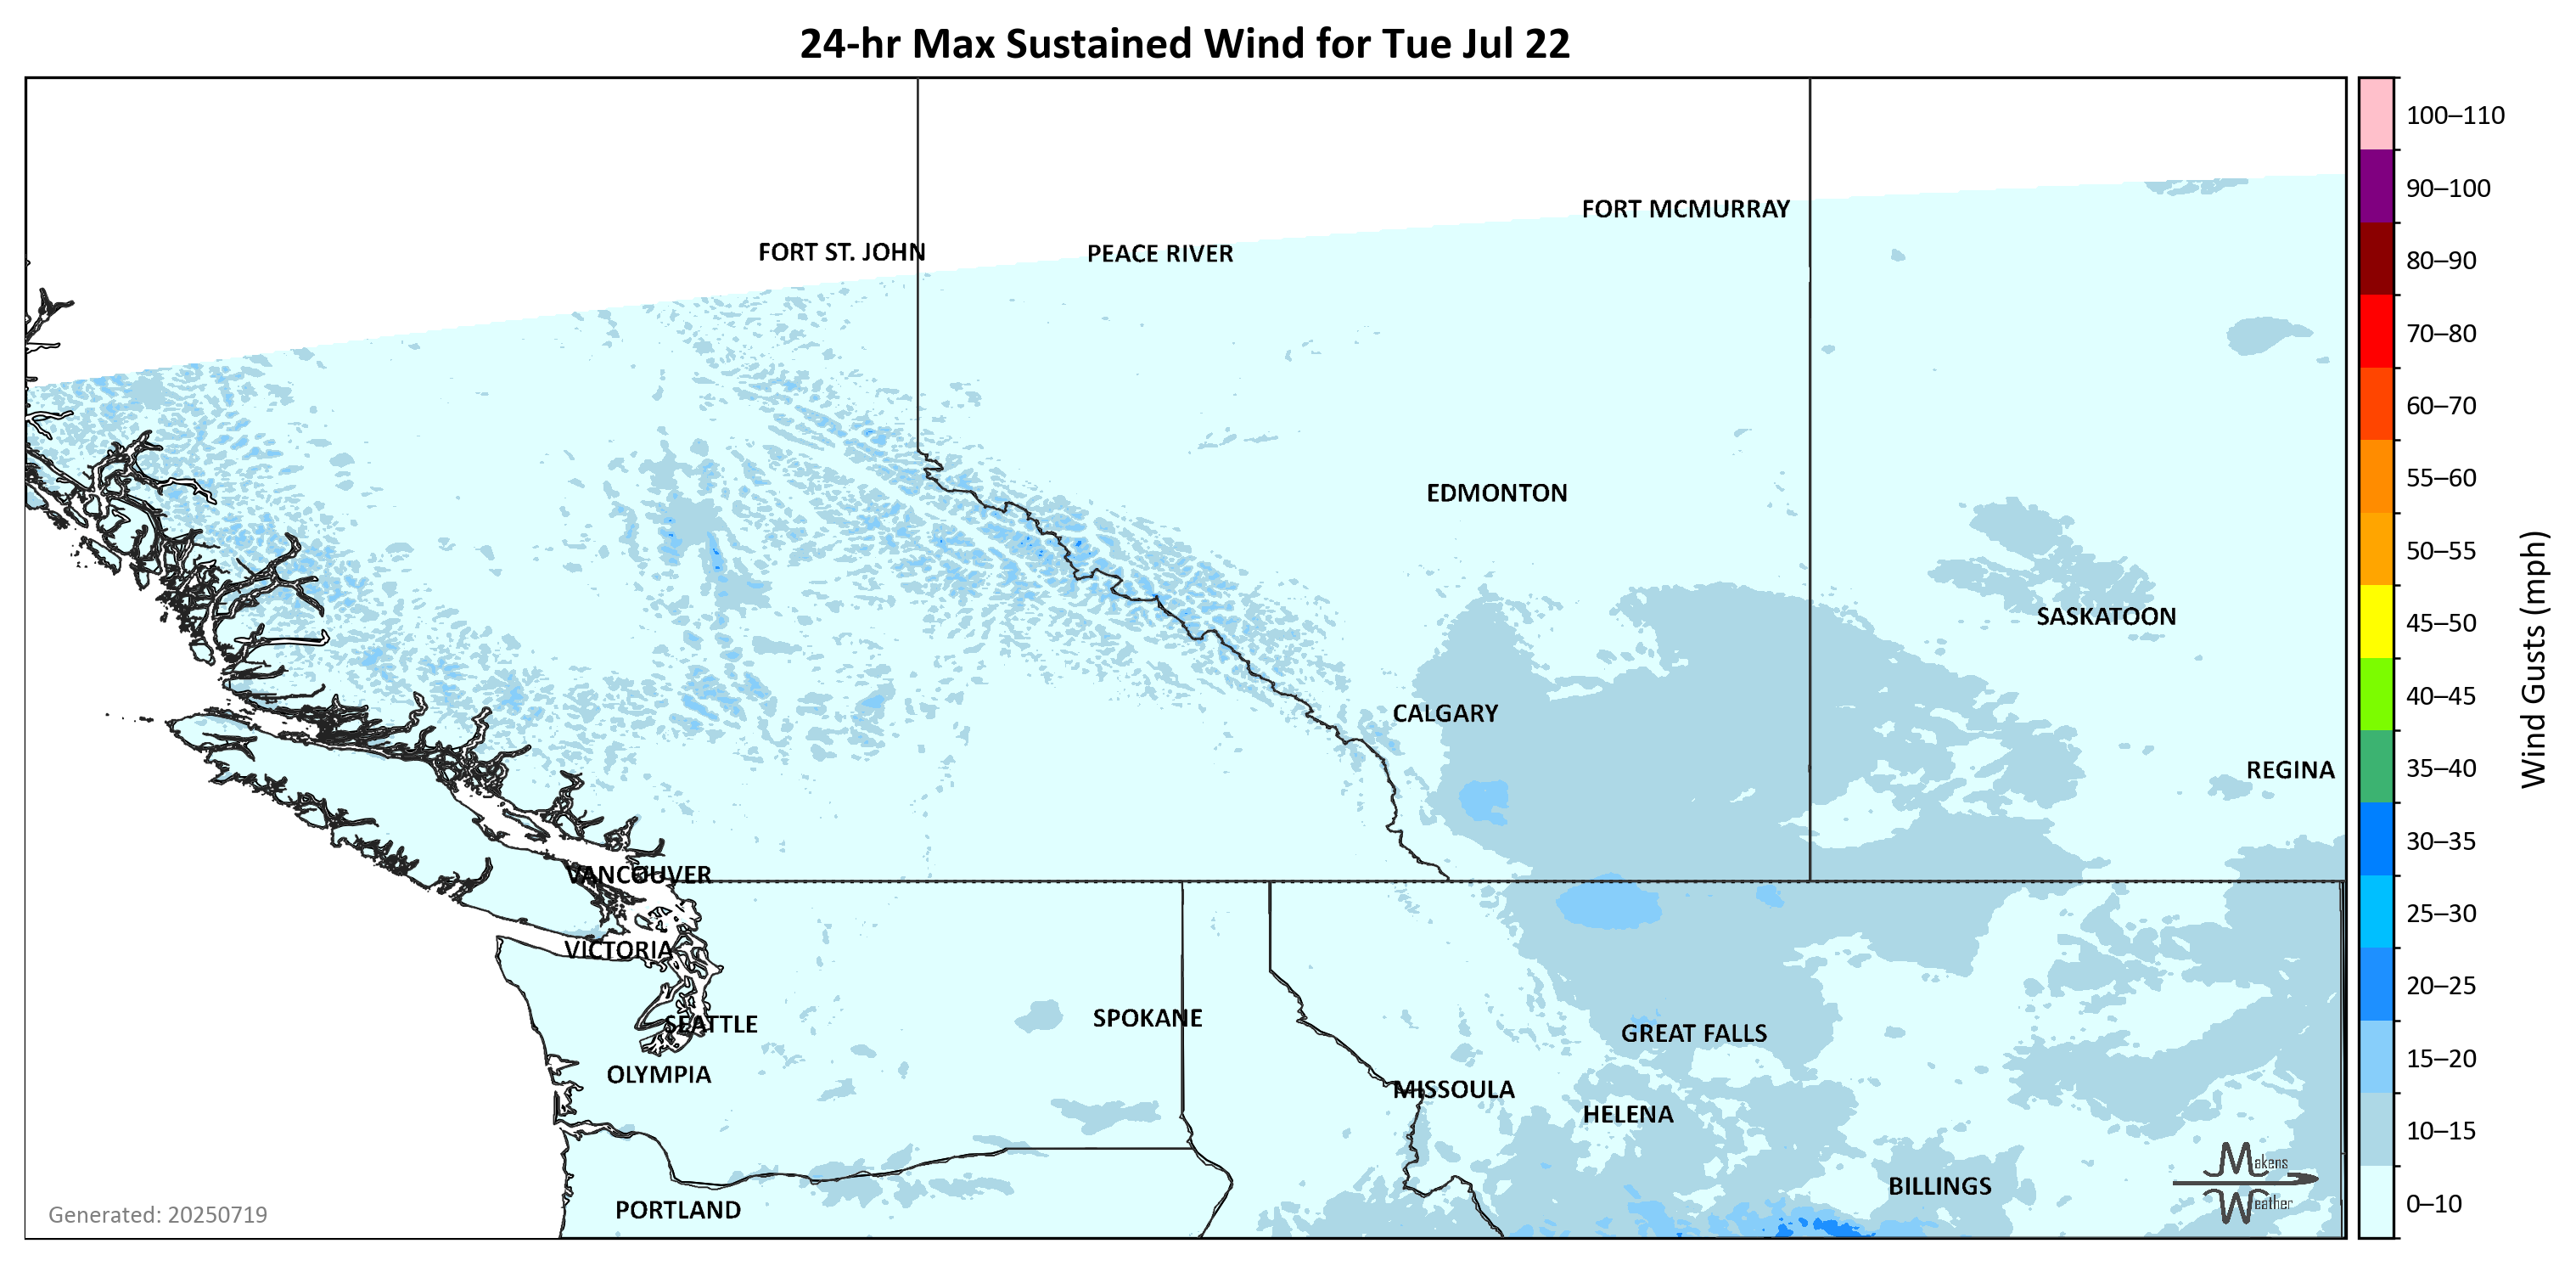 24-hr Max Sustained Wind for Tue Jul 22
FORT MCMURRAY
FORT ST. JOHN
PEACE RIVER
EDMONTON
SASKATOON
CALGARY
REGINA
VANCOUVER
VICTORIA
SEATTLE
SPOKANE
GREAT FALLS
OLYMPIA
MISSOULA
HELENA
BILLINGS
PORTLAND
Makens
Weather
Generated: 20250719
100–110
90–100
80–90
70–80
60–70
55–60
50–55
45–50
40–45
35–40
30–35
25–30
20–25
15–20
10–15
0–10
Wind Gusts (mph)